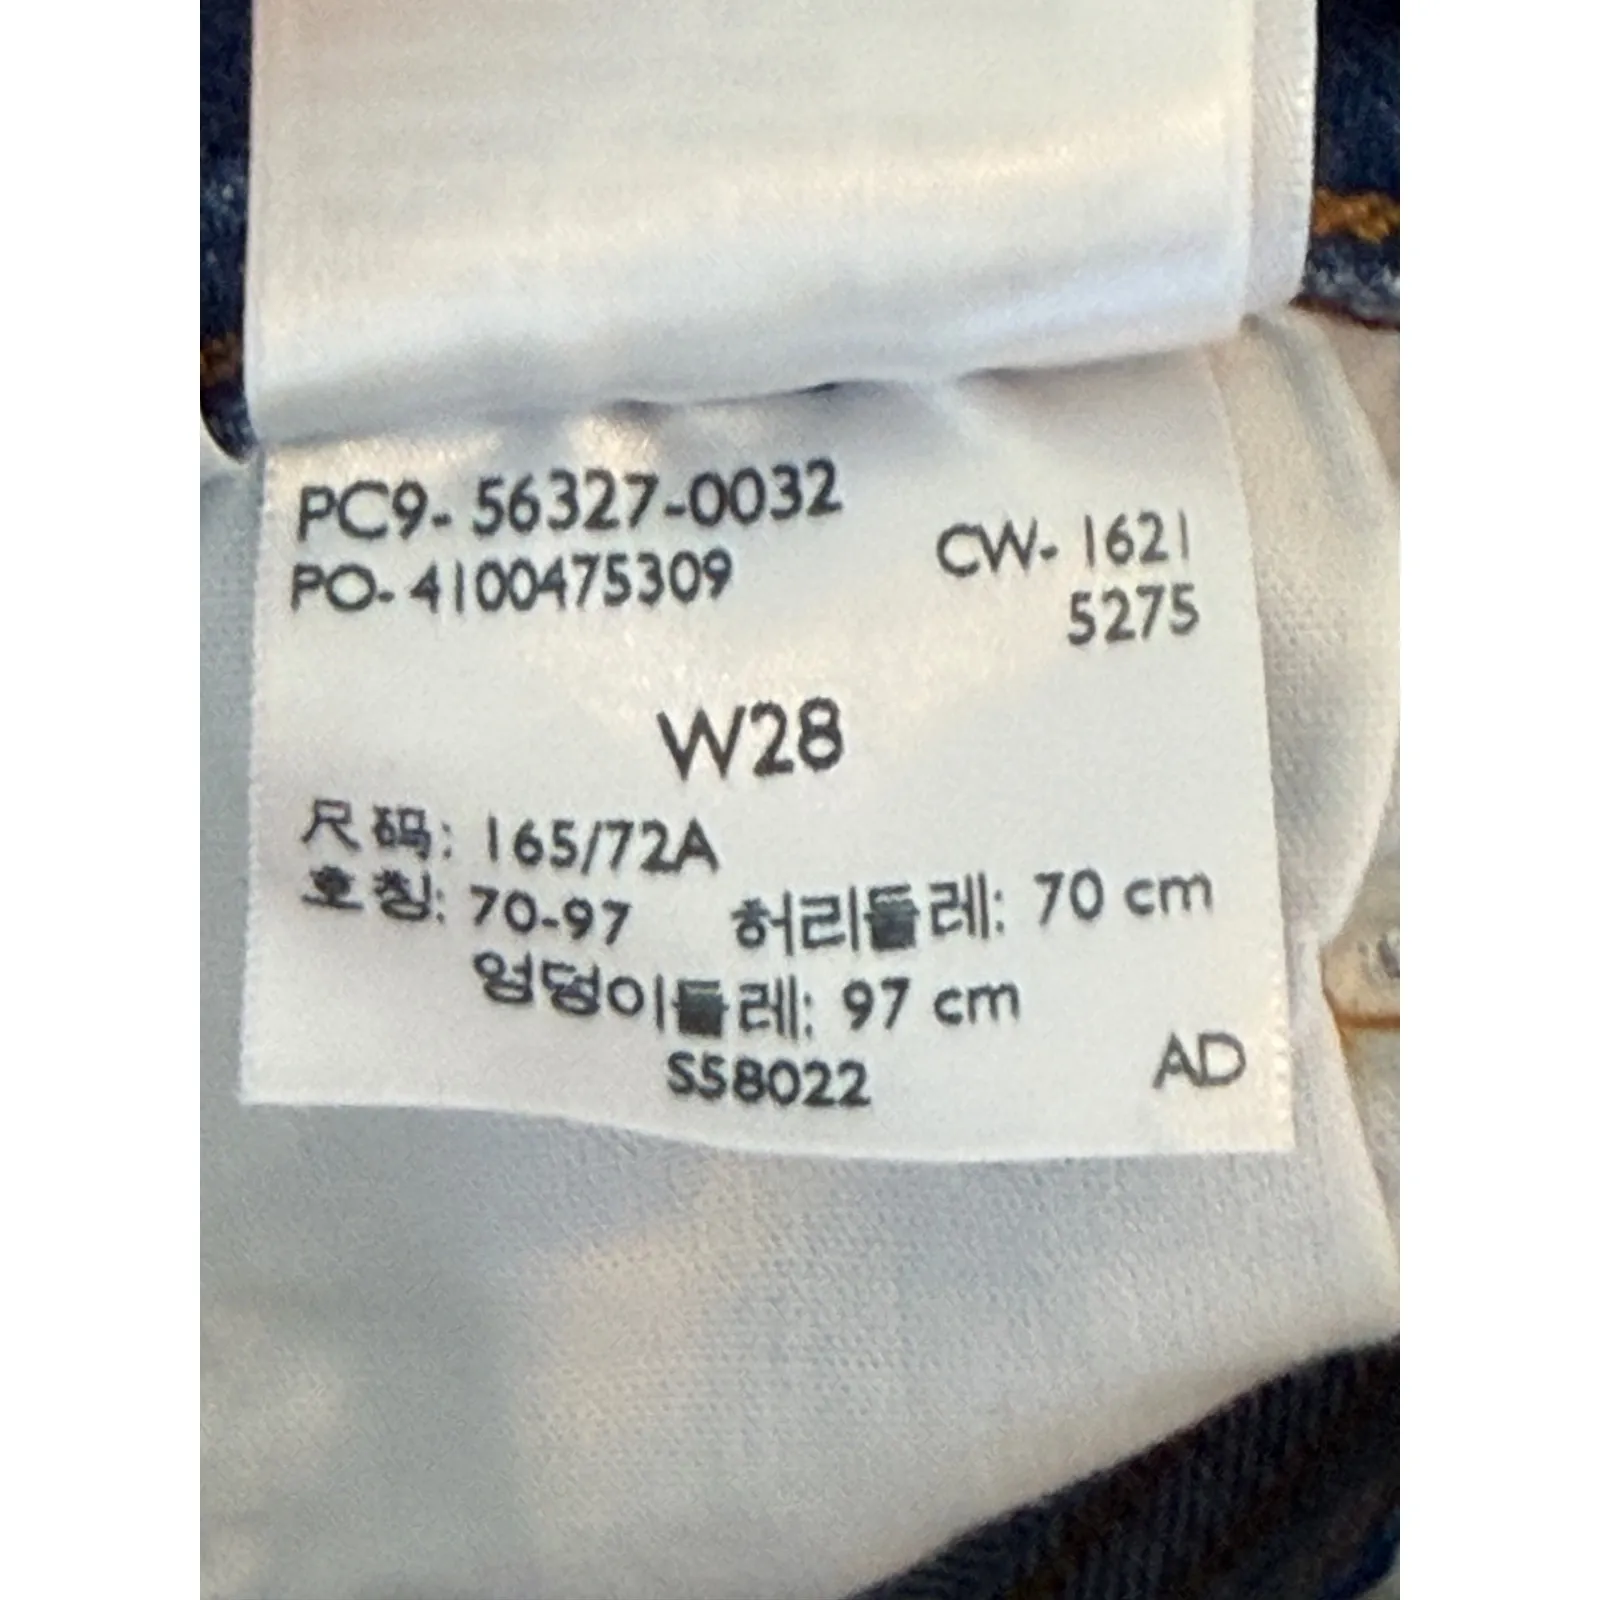 PC9-56327-0032
PO-4100475309
CW-1621
5275
W28
尺码: 165/72A
호칭: 70-97 허리둘레: 70 cm
엉덩이둘레: 97 cm
S58022
AD